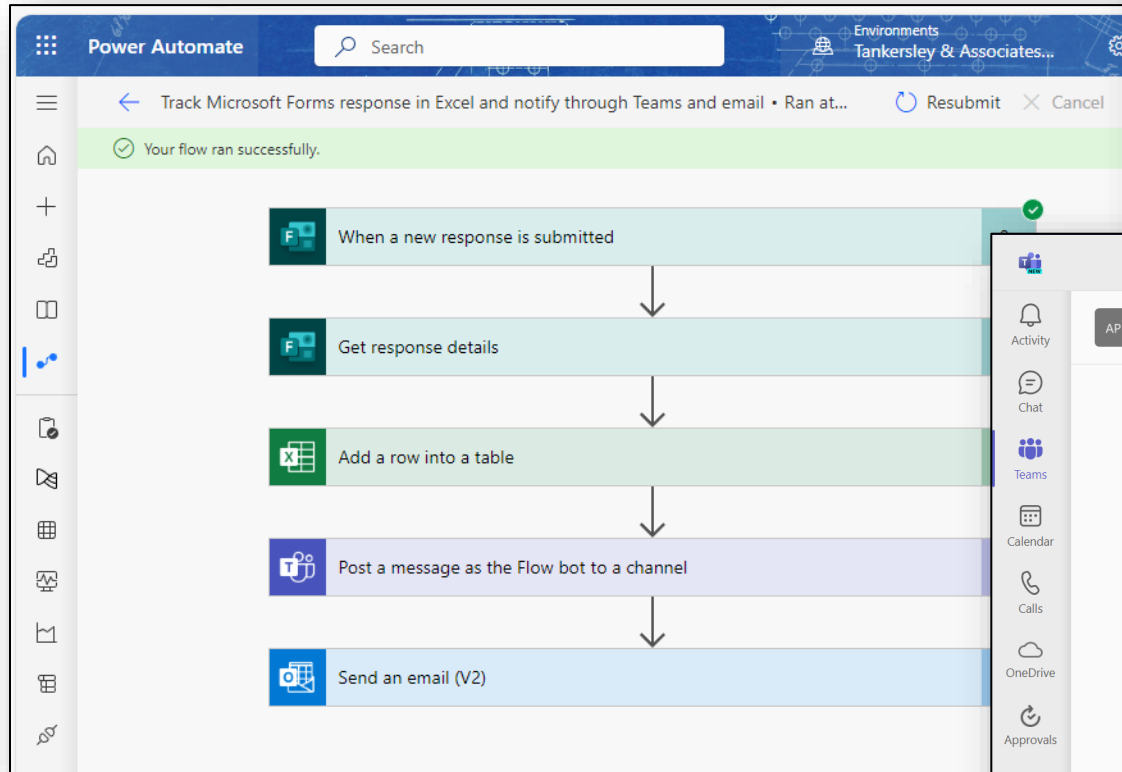 Power Automate
Search
Environments
Tankersley & Associates...
Track Microsoft Forms response in Excel and notify through Teams and email • Ran at...
Resubmit
Cancel
Your flow ran successfully.
When a new response is submitted
Get response details
Add a row into a table
Post a message as the Flow bot to a channel
Send an email (V2)
NEW
Activity
AP
Chat
Teams
Calendar
Calls
OneDrive
Approvals